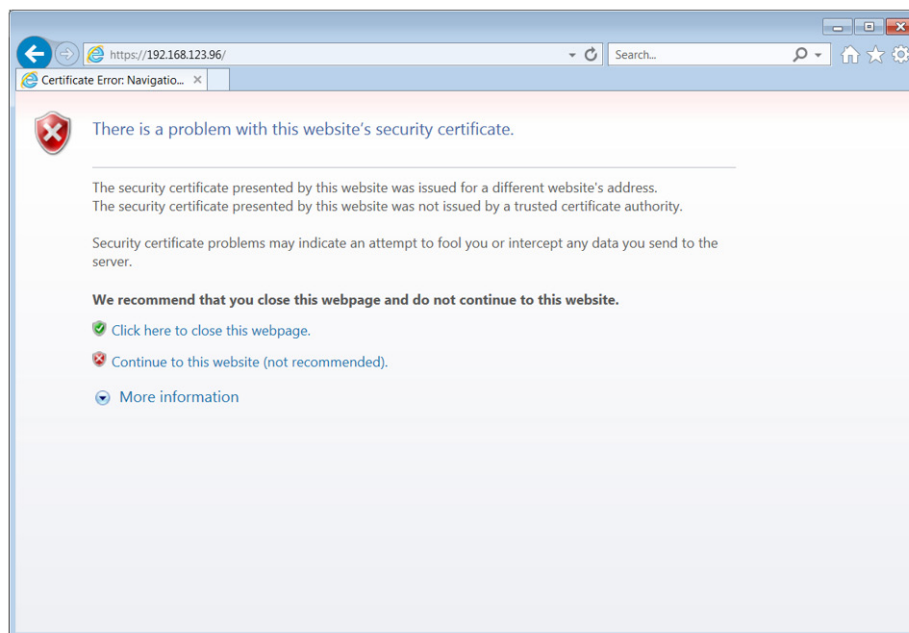 https://192.168.123.96/
Search...
Certificate Error: Navigatio...
There is a problem with this website's security certificate.
The security certificate presented by this website was issued for a different website's address.
The security certificate presented by this website was not issued by a trusted certificate authority.
Security certificate problems may indicate an attempt to fool you or intercept any data you send to the
server.
We recommend that you close this webpage and do not continue to this website.
Click here to close this webpage.
Continue to this website (not recommended).
More information